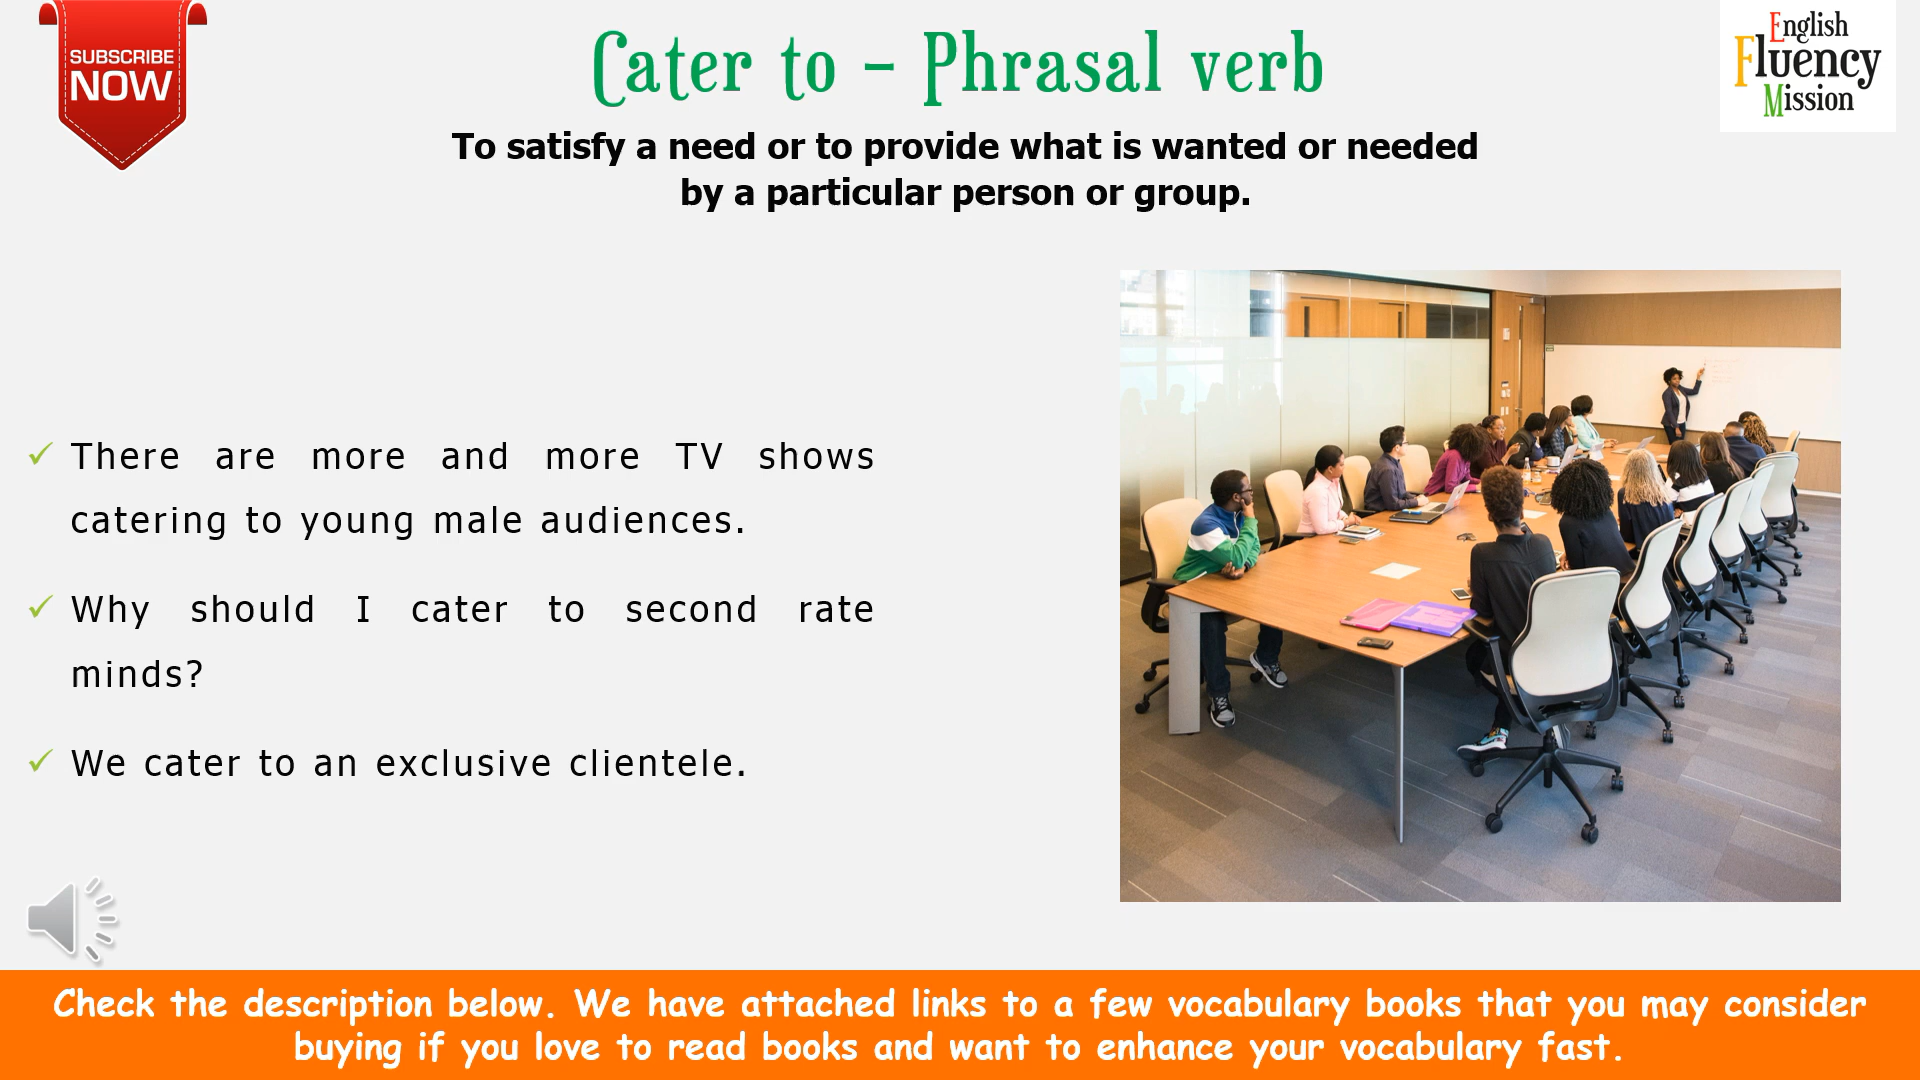 SUBSCRIBE
NOW
Cater to – Phrasal verb
English
Fluency
Mission
To satisfy a need or to provide what is wanted or needed
by a particular person or group.
There are more and more TV shows
catering to young male audiences.
Why should I cater to second rate
minds?
We cater to an exclusive clientele.
Check the description below. We have attached links to a few vocabulary books that you may consider
buying if you love to read books and want to enhance your vocabulary fast.